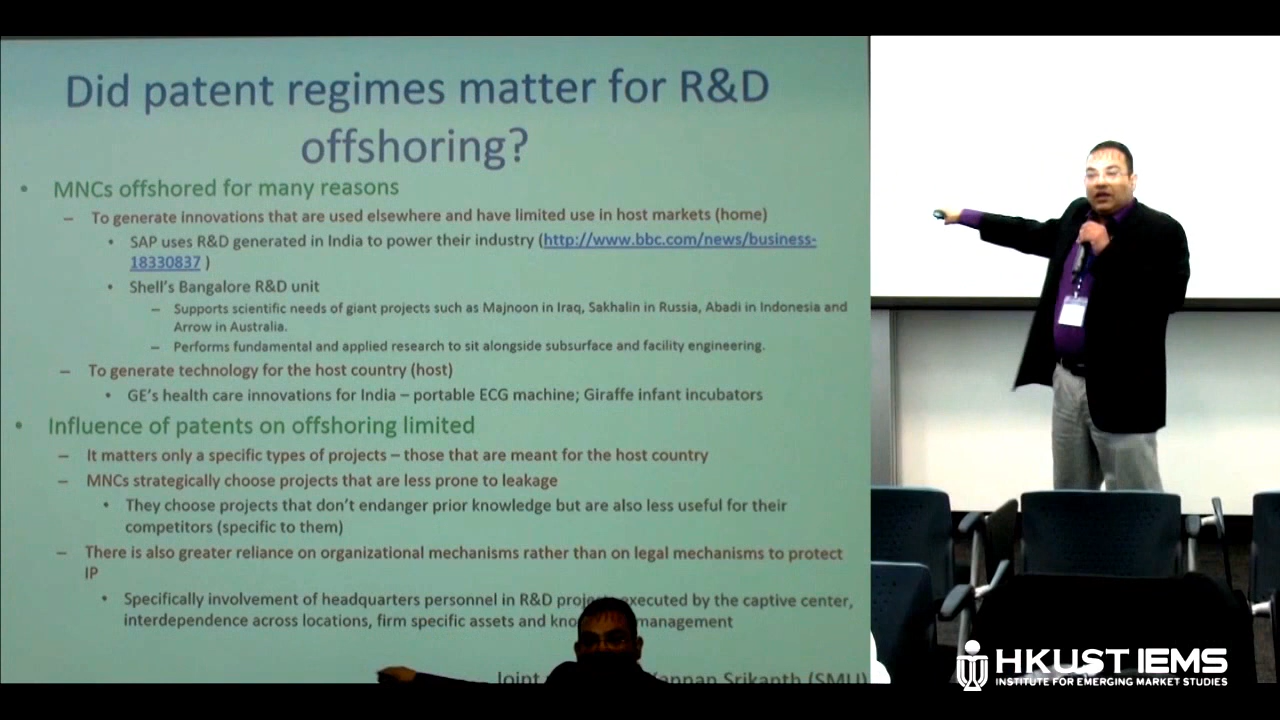 Did patent regimes matter for R&D
offshoring?
• MNCs offshored for many reasons
– To generate innovations that are used elsewhere and have limited use in host markets (home)
• SAP uses R&D generated in India to power their industry (http://www.bbc.com/news/business-
18330837 )
• Shell's Bangalore R&D unit
– Supports scientific needs of giant projects such as Majnoon in Iraq, Sakhalin in Russia, Abadi in Indonesia and
Arrow in Australia.
– Performs fundamental and applied research to sit alongside subsurface and facility engineering.
– To generate technology for the host country (host)
• GE's health care innovations for India – portable ECG machine; Giraffe infant incubators
• Influence of patents on offshoring limited
– It matters only a specific types of projects – those that are meant for the host country
– MNCs strategically choose projects that are less prone to leakage
• They choose projects that don't endanger prior knowledge but are also less useful for their
competitors (specific to them)
– There is also greater reliance on organizational mechanisms rather than on legal mechanisms to protect
IP
• Specifically involvement of headquarters personnel in R&D executed by the captive center,
interdependence across locations, firm specific assets and management
Joint Srikanth (SMU)
HKUST IEMS
INSTITUTE FOR EMERGING MARKET STUDIES